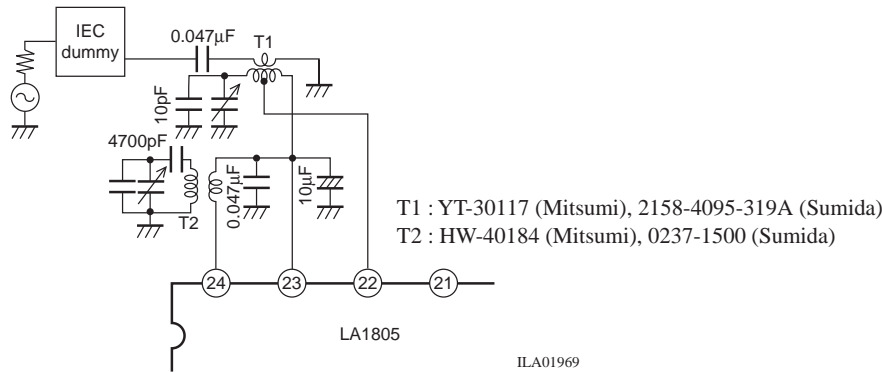 IEC
dummy
0.047µF
T1
10pF
4700pF
T2
0.047µF
10µF
T1 : YT-30117 (Mitsumi), 2158-4095-319A (Sumida)
T2 : HW-40184 (Mitsumi), 0237-1500 (Sumida)
24
23
22
21
LA1805
ILA01969